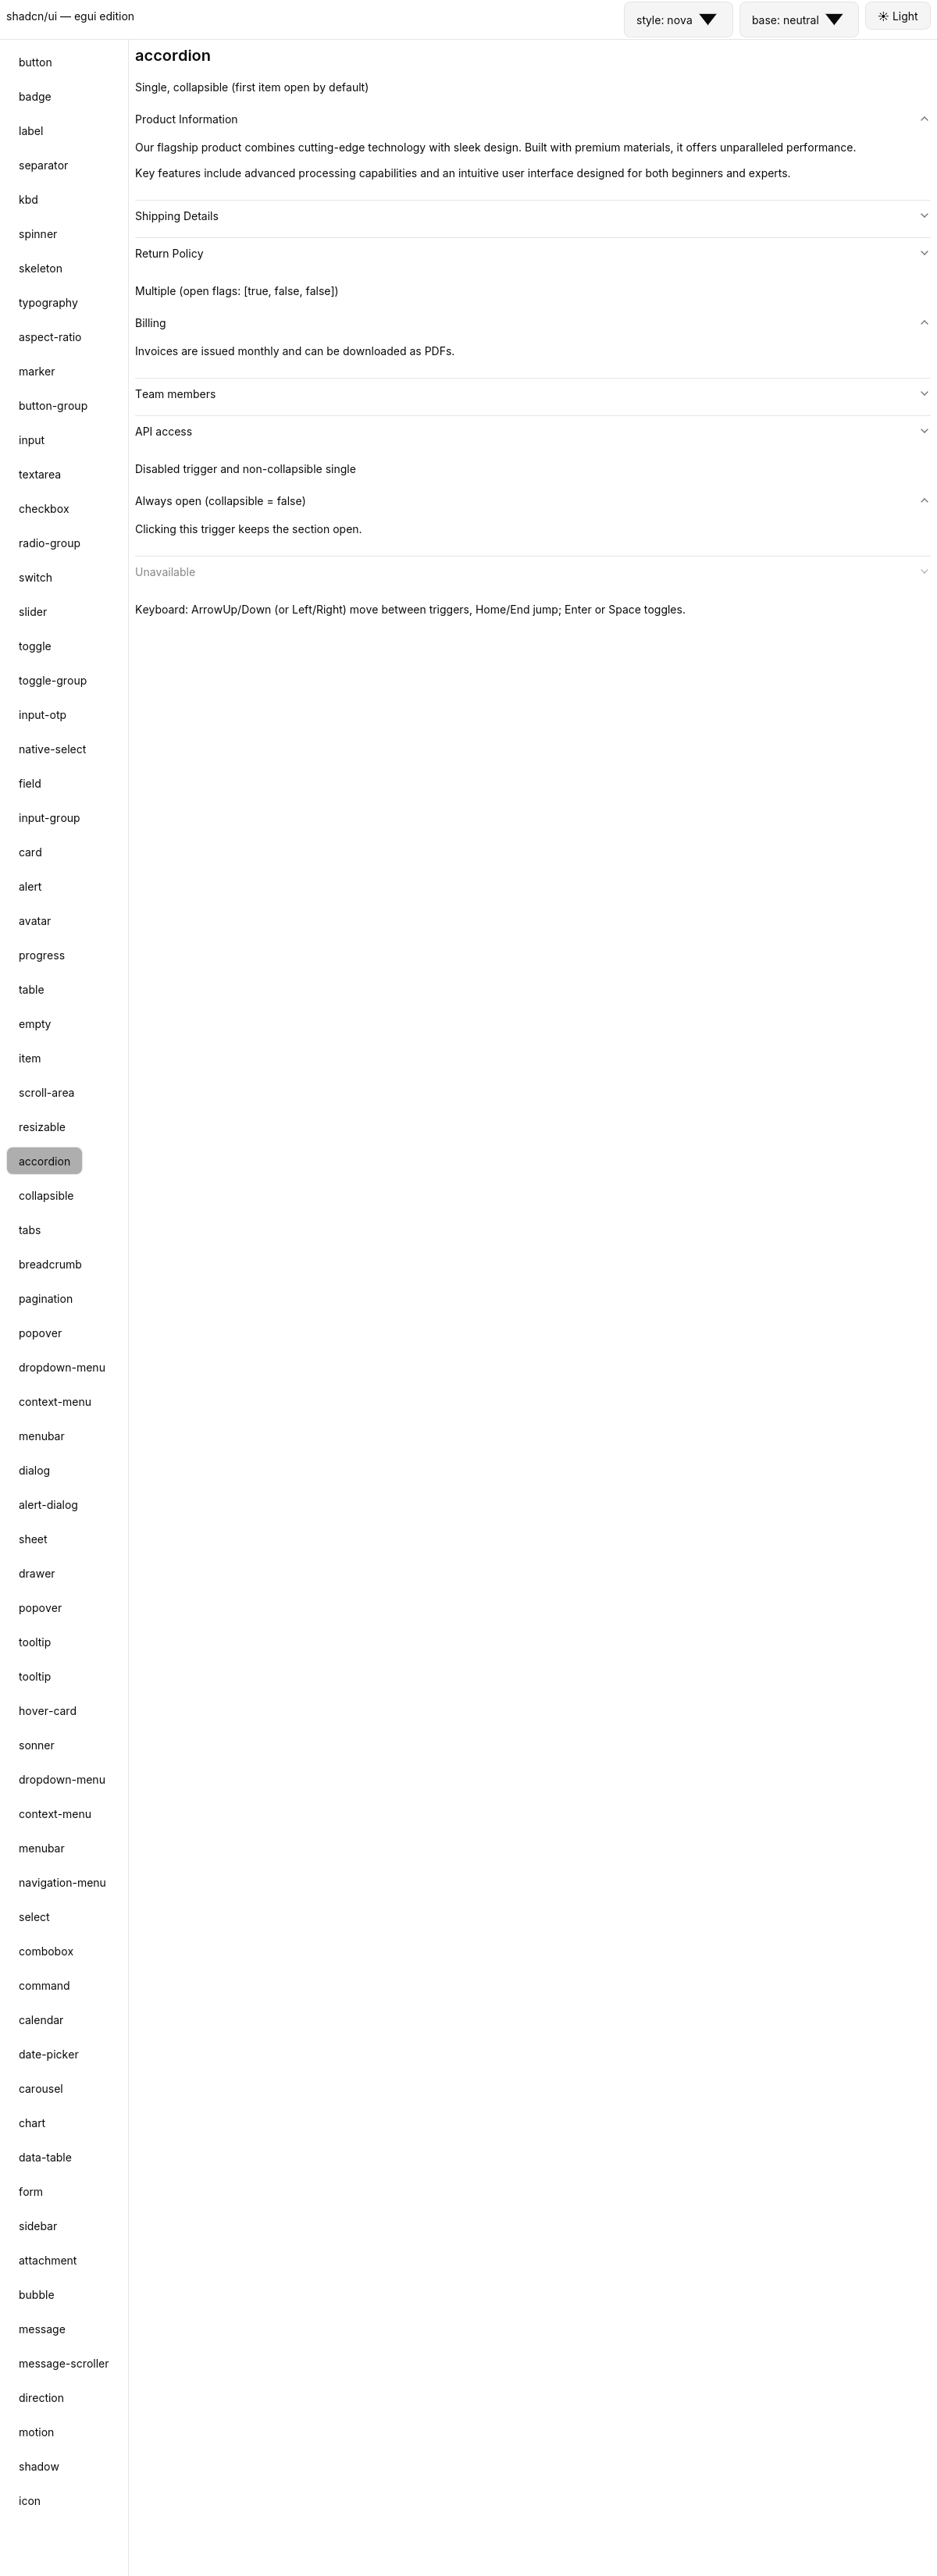 shadcn/ui — egui edition
style: nova
base: neutral
☀ Light
button
badge
label
separator
kbd
spinner
skeleton
typography
aspect-ratio
marker
button-group
input
textarea
checkbox
radio-group
switch
slider
toggle
toggle-group
input-otp
native-select
field
input-group
card
alert
avatar
progress
table
empty
item
scroll-area
resizable
accordion
collapsible
tabs
breadcrumb
pagination
popover
dropdown-menu
context-menu
menubar
dialog
alert-dialog
sheet
drawer
popover
tooltip
tooltip
hover-card
sonner
dropdown-menu
context-menu
menubar
navigation-menu
select
combobox
command
calendar
date-picker
carousel
chart
data-table
form
sidebar
attachment
bubble
message
message-scroller
direction
motion
shadow
icon
accordion
Single, collapsible (first item open by default)
Product Information
Our flagship product combines cutting-edge technology with sleek design. Built with premium materials, it offers unparalleled performance.
Key features include advanced processing capabilities and an intuitive user interface designed for both beginners and experts.
Shipping Details
Return Policy
Multiple (open flags: [true, false, false])
Billing
Invoices are issued monthly and can be downloaded as PDFs.
Team members
API access
Disabled trigger and non-collapsible single
Always open (collapsible = false)
Clicking this trigger keeps the section open.
Unavailable
Keyboard: ArrowUp/Down (or Left/Right) move between triggers, Home/End jump; Enter or Space toggles.